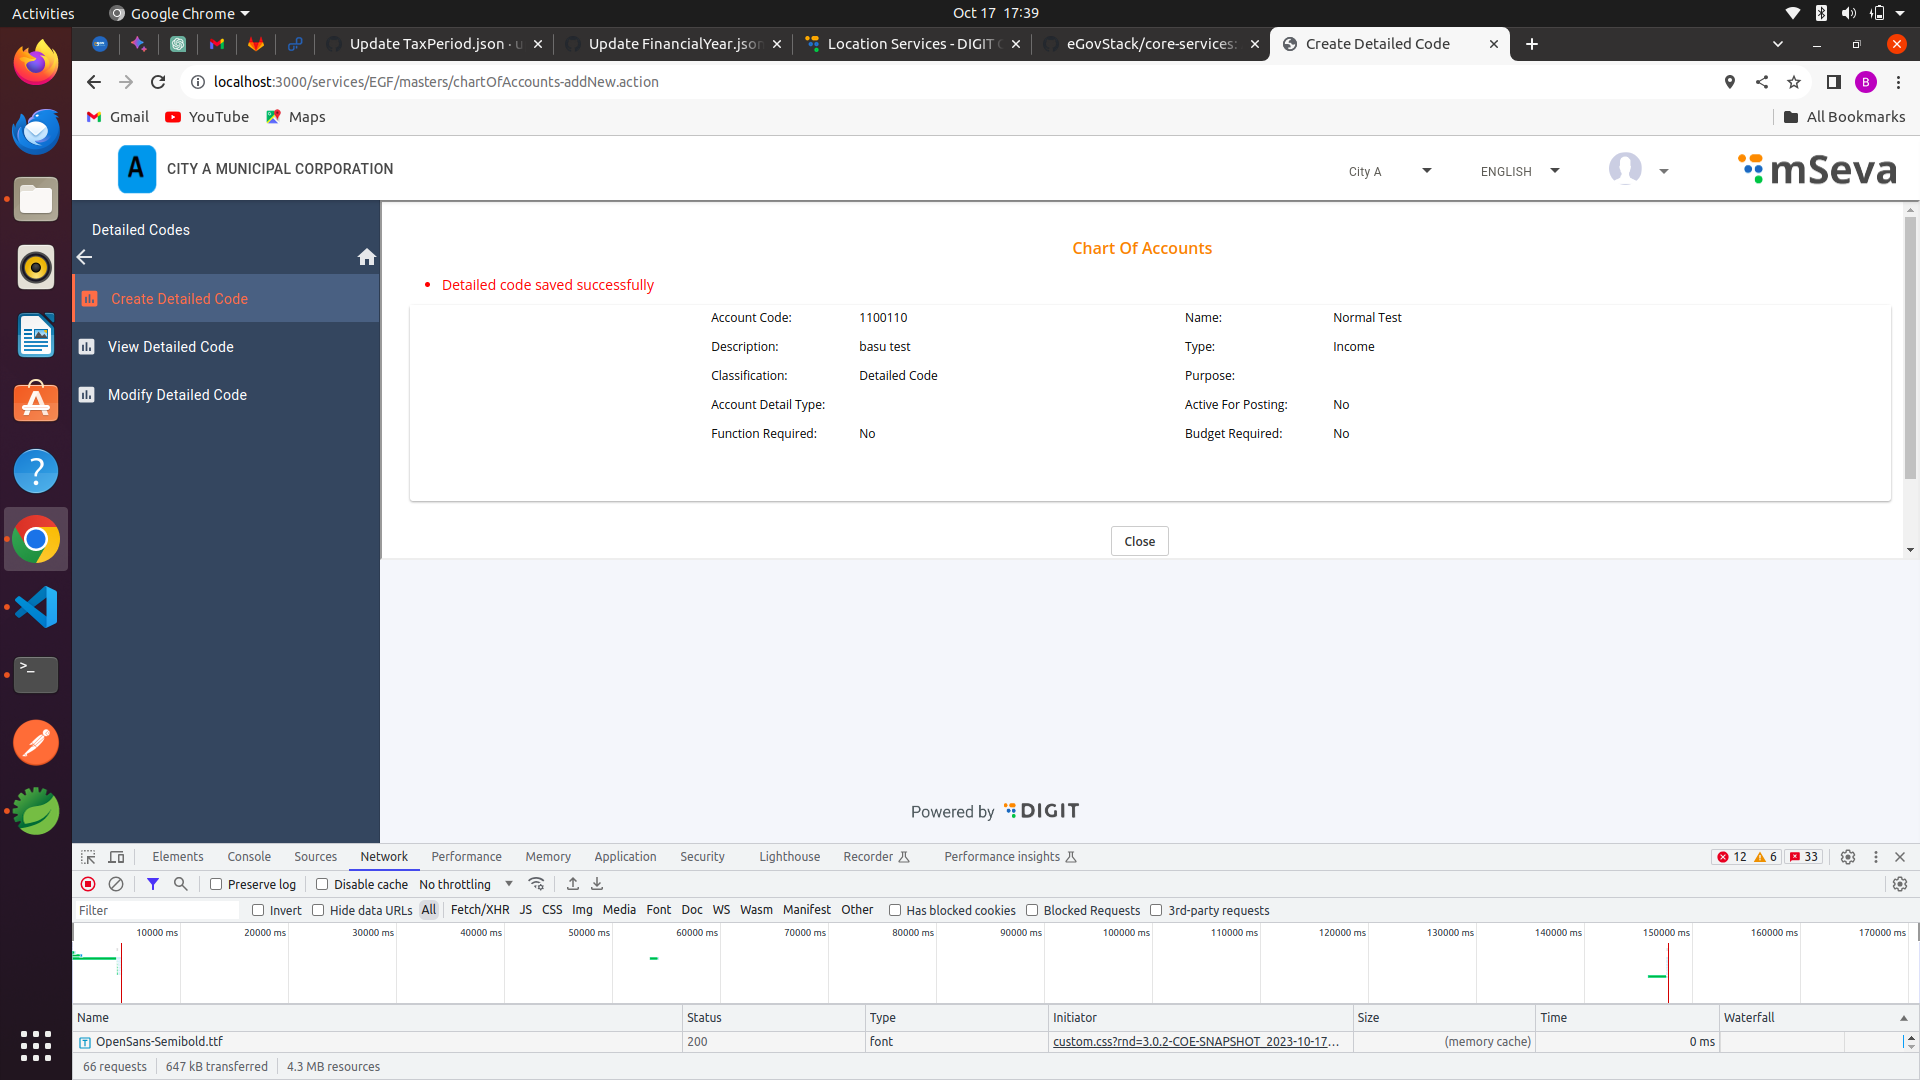 Activities
Google Chrome
Oct 17 17:39
Update TaxPeriod.json · u
Update FinancialYear.json
Location Services - DIGIT C
eGovStack/core-services:
Create Detailed Code
localhost:3000/services/EGF/masters/chartOfAccounts-addNew.action
B
Gmail
YouTube
Maps
All Bookmarks
A
CITY A MUNICIPAL CORPORATION
City A
ENGLISH
mSeva
Detailed Codes
Create Detailed Code
View Detailed Code
Modify Detailed Code
Chart Of Accounts
Detailed code saved successfully
Account Code: 1100110 Name: Normal Test
Description: basu test Type: Income
Classification: Detailed Code Purpose:
Account Detail Type: Active For Posting: No
Function Required: No Budget Required: No
Close
Powered by DIGIT
Elements Console Sources Network Performance Memory Application Security Lighthouse Recorder Performance insights 12 6 33
Preserve log Disable cache No throttling
Filter Invert Hide data URLs All Fetch/XHR JS CSS Img Media Font Doc WS Wasm Manifest Other Has blocked cookies Blocked Requests 3rd-party requests
10000 ms 20000 ms 30000 ms 40000 ms 50000 ms 60000 ms 70000 ms 80000 ms 90000 ms 100000 ms 110000 ms 120000 ms 130000 ms 140000 ms 150000 ms 160000 ms 170000 ms
Name Status Type Initiator Size Time Waterfall
OpenSans-Semibold.ttf 200 font custom.css?rnd=3.0.2-COE-SNAPSHOT_2023-10-17... (memory cache) 0 ms
66 requests 647 kB transferred 4.3 MB resources